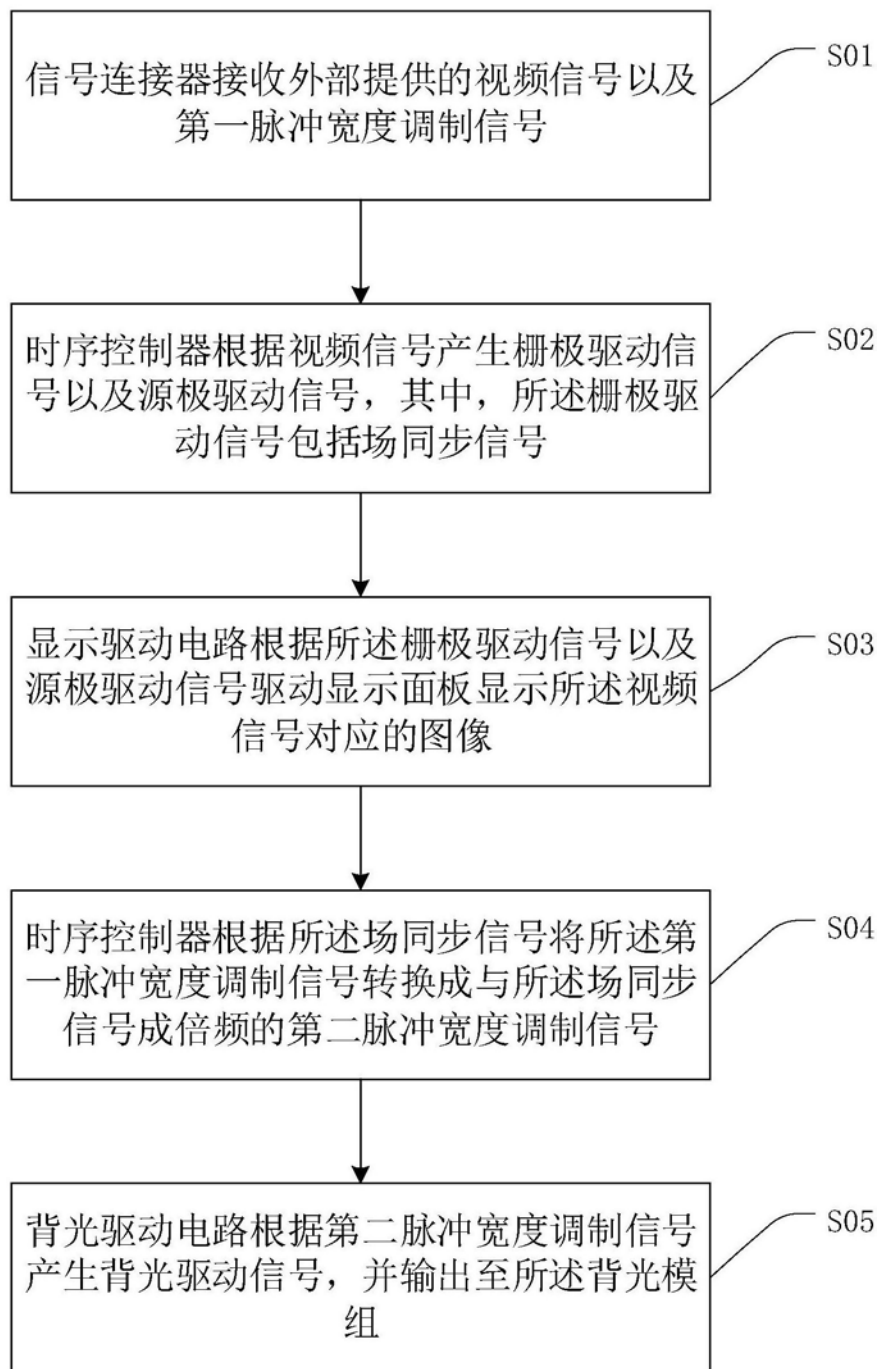 信号连接器接收外部提供的视频信号以及
第一脉冲宽度调制信号
S01
时序控制器根据视频信号产生栅极驱动信
号以及源极驱动信号，其中，所述栅极驱
动信号包括场同步信号
S02
显示驱动电路根据所述栅极驱动信号以及
源极驱动信号驱动显示面板显示所述视频
信号对应的图像
S03
时序控制器根据所述场同步信号将所述第
一脉冲宽度调制信号转换成与所述场同步
信号成倍频的第二脉冲宽度调制信号
S04
背光驱动电路根据第二脉冲宽度调制信号
产生背光驱动信号，并输出至所述背光模
组
S05